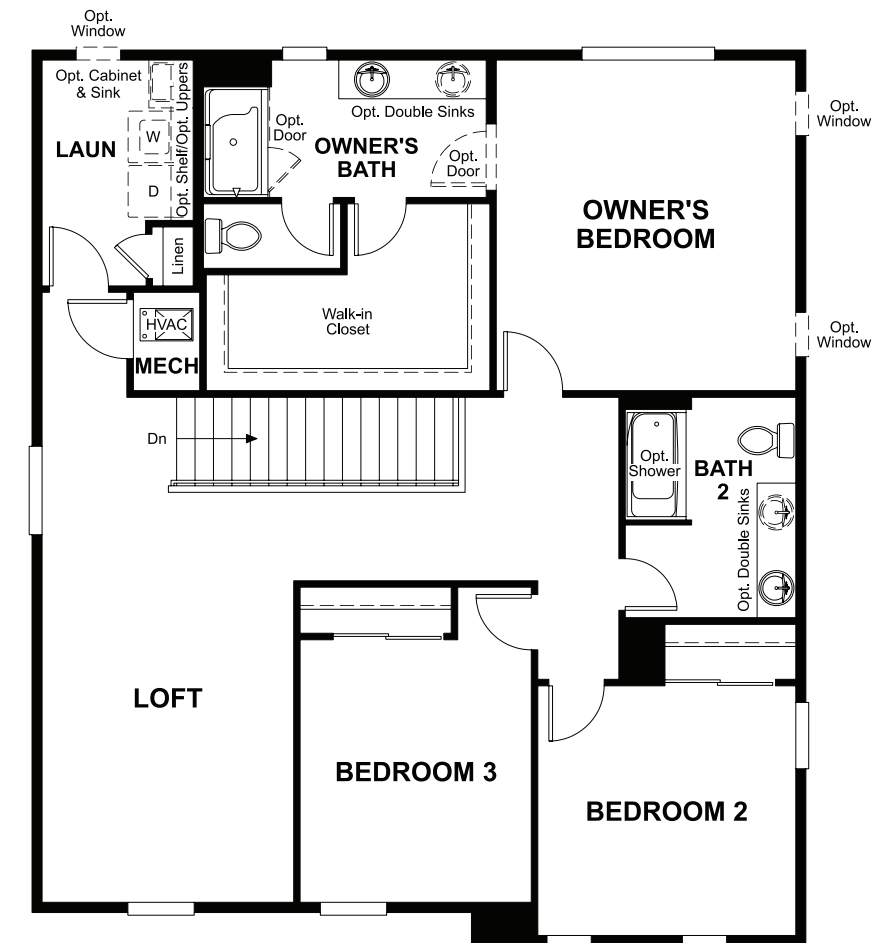 Opt.
Window
Opt. Cabinet
& Sink
Opt. Shelf/Opt. Uppers
LAUN
W
D
Linen
Opt.
Door
Opt. Double Sinks
OWNER'S
BATH
Opt.
Door
OWNER'S
BEDROOM
Opt.
Window
Opt.
Window
HVAC
MECH
Walk-in
Closet
Dn
Opt.
Shower
BATH
2
Opt. Double Sinks
LOFT
BEDROOM 3
BEDROOM 2